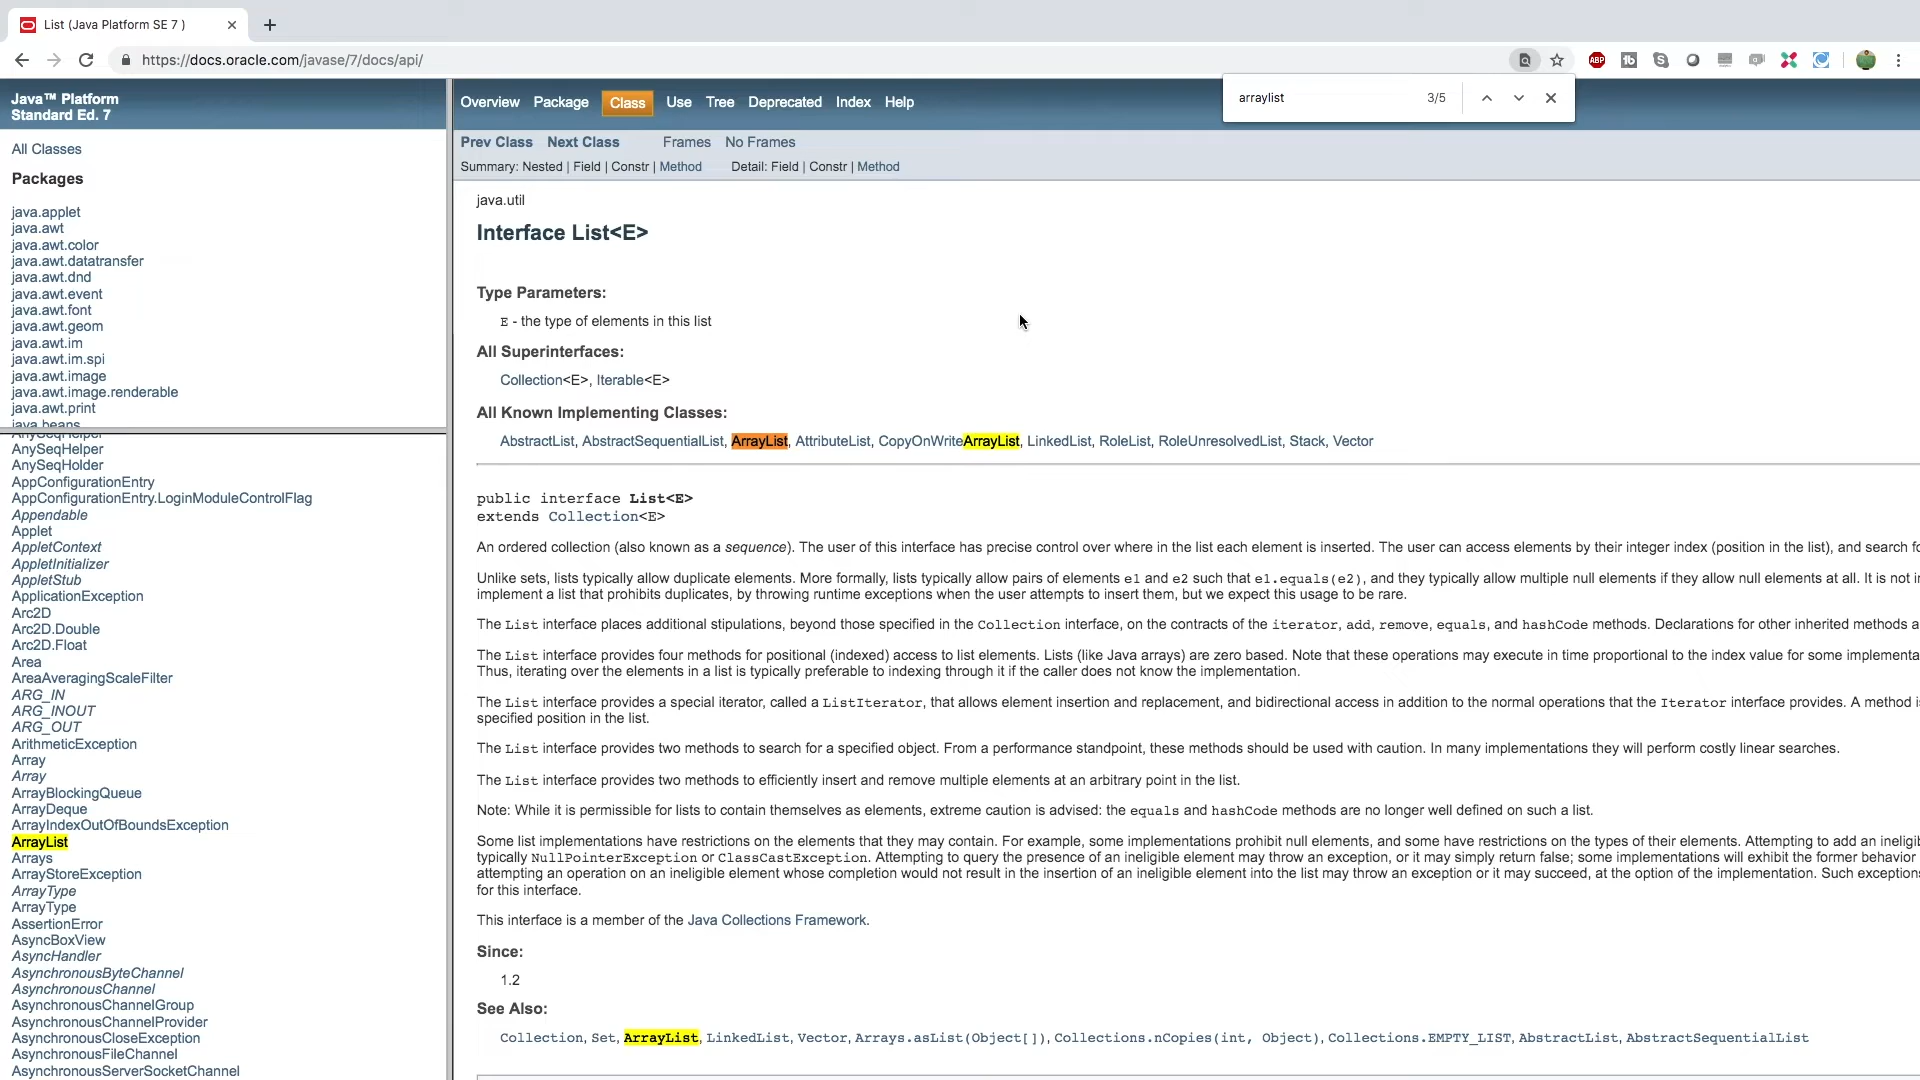 List (Java Platform SE 7 )
https://docs.oracle.com/javase/7/docs/api/
ABP
arraylist
3/5
Java™ Platform
Standard Ed. 7
All Classes
Packages
java.applet
java.awt
java.awt.color
java.awt.datatransfer
java.awt.dnd
java.awt.event
java.awt.font
java.awt.geom
java.awt.im
java.awt.im.spi
java.awt.image
java.awt.image.renderable
java.awt.print
java.beans
AnySeqHelper
AnySeqHelper
AnySeqHolder
AppConfigurationEntry
AppConfigurationEntry.LoginModuleControlFlag
Appendable
Applet
AppletContext
AppletInitializer
AppletStub
ApplicationException
Arc2D
Arc2D.Double
Arc2D.Float
Area
AreaAveragingScaleFilter
ARG_IN
ARG_INOUT
ARG_OUT
ArithmeticException
Array
Array
ArrayBlockingQueue
ArrayDeque
ArrayIndexOutOfBoundsException
ArrayList
Arrays
ArrayStoreException
ArrayType
ArrayType
AssertionError
AsyncBoxView
AsyncHandler
AsynchronousByteChannel
AsynchronousChannel
AsynchronousChannelGroup
AsynchronousChannelProvider
AsynchronousCloseException
AsynchronousFileChannel
AsynchronousServerSocketChannel
Overview Package Class Use Tree Deprecated Index Help
Prev Class Next Class Frames No Frames
Summary: Nested | Field | Constr | Method Detail: Field | Constr | Method
java.util
Interface List<E>
Type Parameters:
E - the type of elements in this list
All Superinterfaces:
Collection<E>, Iterable<E>
All Known Implementing Classes:
AbstractList, AbstractSequentialList, ArrayList, AttributeList, CopyOnWriteArrayList, LinkedList, RoleList, RoleUnresolvedList, Stack, Vector
public interface List<E>
extends Collection<E>
An ordered collection (also known as a sequence). The user of this interface has precise control over where in the list each element is inserted. The user can access elements by their integer index (position in the list), and search
Unlike sets, lists typically allow duplicate elements. More formally, lists typically allow pairs of elements e1 and e2 such that e1.equals(e2), and they typically allow multiple null elements if they allow null elements at all. It is not
implement a list that prohibits duplicates, by throwing runtime exceptions when the user attempts to insert them, but we expect this usage to be rare.
The List interface places additional stipulations, beyond those specified in the Collection interface, on the contracts of the iterator, add, remove, equals, and hashCode methods. Declarations for other inherited methods
The List interface provides four methods for positional (indexed) access to list elements. Lists (like Java arrays) are zero based. Note that these operations may execute in time proportional to the index value for some implementa
Thus, iterating over the elements in a list is typically preferable to indexing through it if the caller does not know the implementation.
The List interface provides a special iterator, called a ListIterator, that allows element insertion and replacement, and bidirectional access in addition to the normal operations that the Iterator interface provides. A method
specified position in the list.
The List interface provides two methods to search for a specified object. From a performance standpoint, these methods should be used with caution. In many implementations they will perform costly linear searches.
The List interface provides two methods to efficiently insert and remove multiple elements at an arbitrary point in the list.
Note: While it is permissible for lists to contain themselves as elements, extreme caution is advised: the equals and hashCode methods are no longer well defined on such a list.
Some list implementations have restrictions on the elements that they may contain. For example, some implementations prohibit null elements, and some have restrictions on the types of their elements. Attempting to add an ineligi
typically NullPointerException or ClassCastException. Attempting to query the presence of an ineligible element may throw an exception, or it may simply return false; some implementations will exhibit the former behavior
attempting an operation on an ineligible element whose completion would not result in the insertion of an ineligible element into the list may throw an exception or it may succeed, at the option of the implementation. Such exception
for this interface.
This interface is a member of the Java Collections Framework.
Since:
1.2
See Also:
Collection, Set, ArrayList, LinkedList, Vector, Arrays.asList(Object[]), Collections.nCopies(int, Object), Collections.EMPTY_LIST, AbstractList, AbstractSequentialList